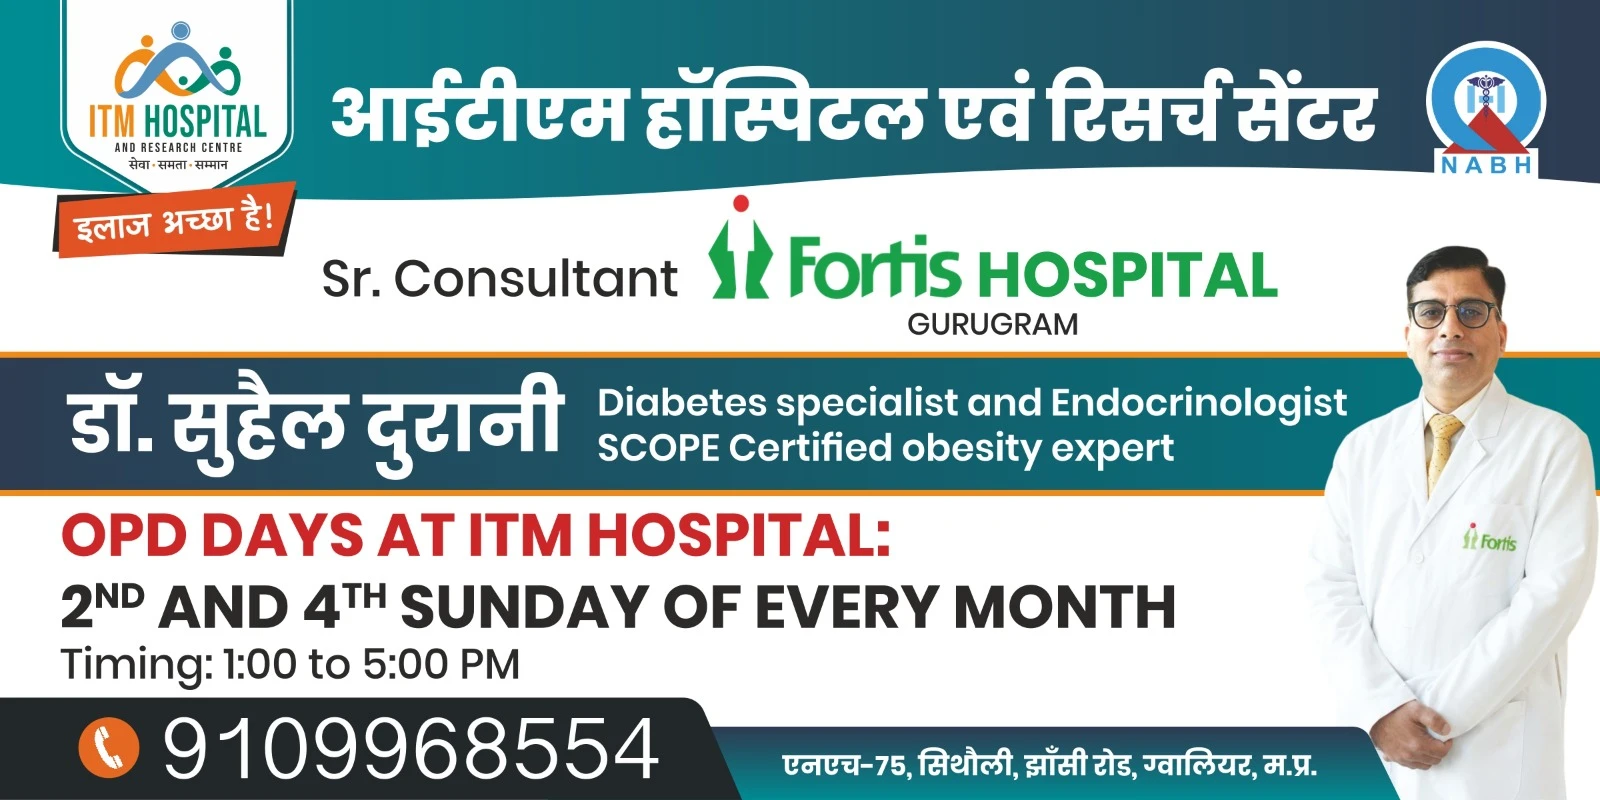 ITM HOSPITAL
AND RESEARCH CENTRE
सेवा • समता • सम्मान
इलाज अच्छा है!
आईटीएम हॉस्पिटल एवं रिसर्च सेंटर
NABH
Sr. Consultant Fortis HOSPITAL
GURUGRAM
डॉ. सुहैल दुरानी
Diabetes specialist and Endocrinologist
SCOPE Certified obesity expert
Fortis
OPD DAYS AT ITM HOSPITAL:
2ND AND 4TH SUNDAY OF EVERY MONTH
Timing: 1:00 to 5:00 PM
9109968554
एनएच-75, सिथौली, झाँसी रोड, ग्वालियर, म.प्र.